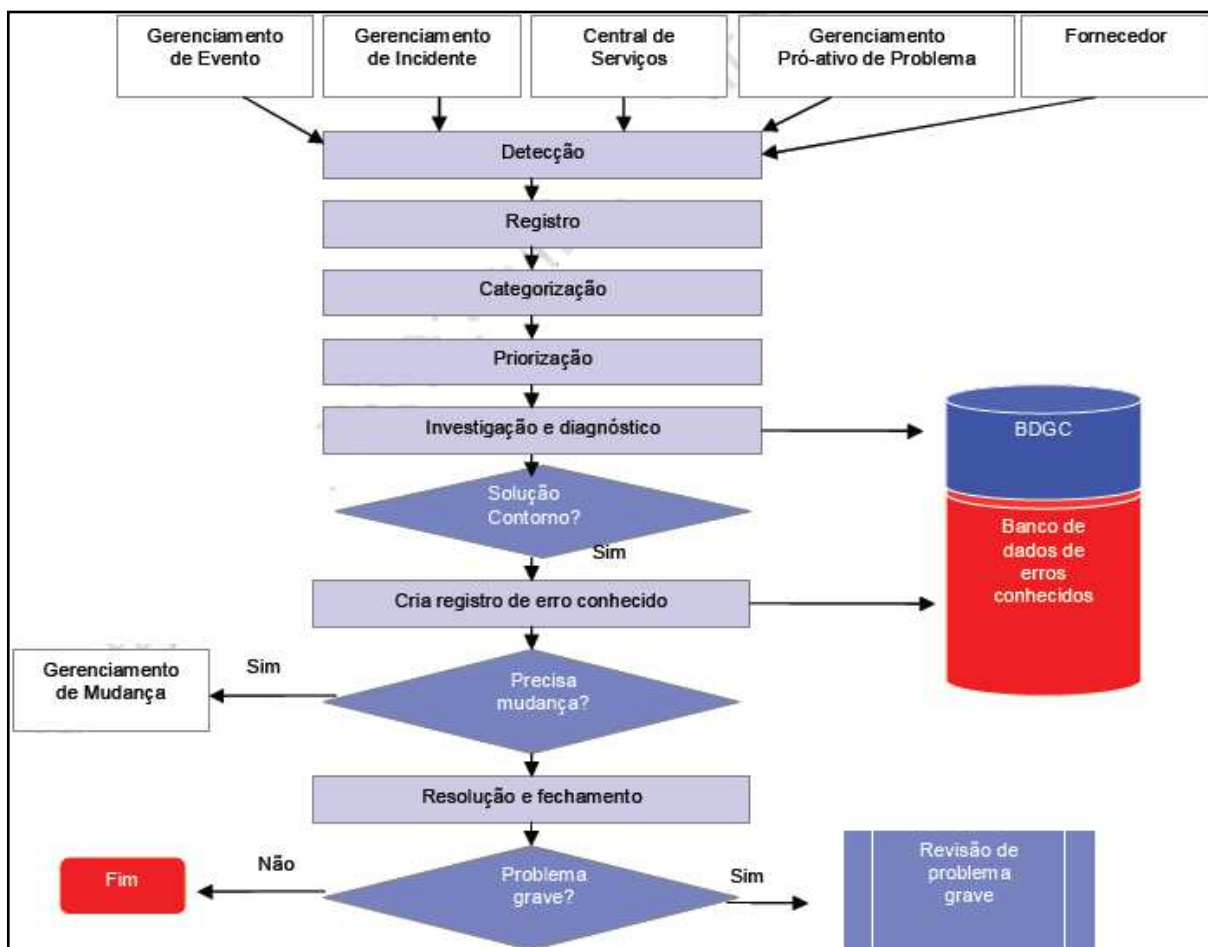 Gerenciamento
de Evento
Gerenciamento
de Incidente
Central de
Serviços
Gerenciamento
Pró-ativo de Problema
Fornecedor
Detecção
Registro
Categorização
Priorização
Investigação e diagnóstico
BDGC
Solução
Contorno?
Sim
Banco de
dados de
erros
conhecidos
Cria registro de erro conhecido
Gerenciamento
de Mudança
Sim
Precisa
mudança?
Resolução e fechamento
Fim
Não
Problema
grave?
Sim
Revisão de
problema
grave